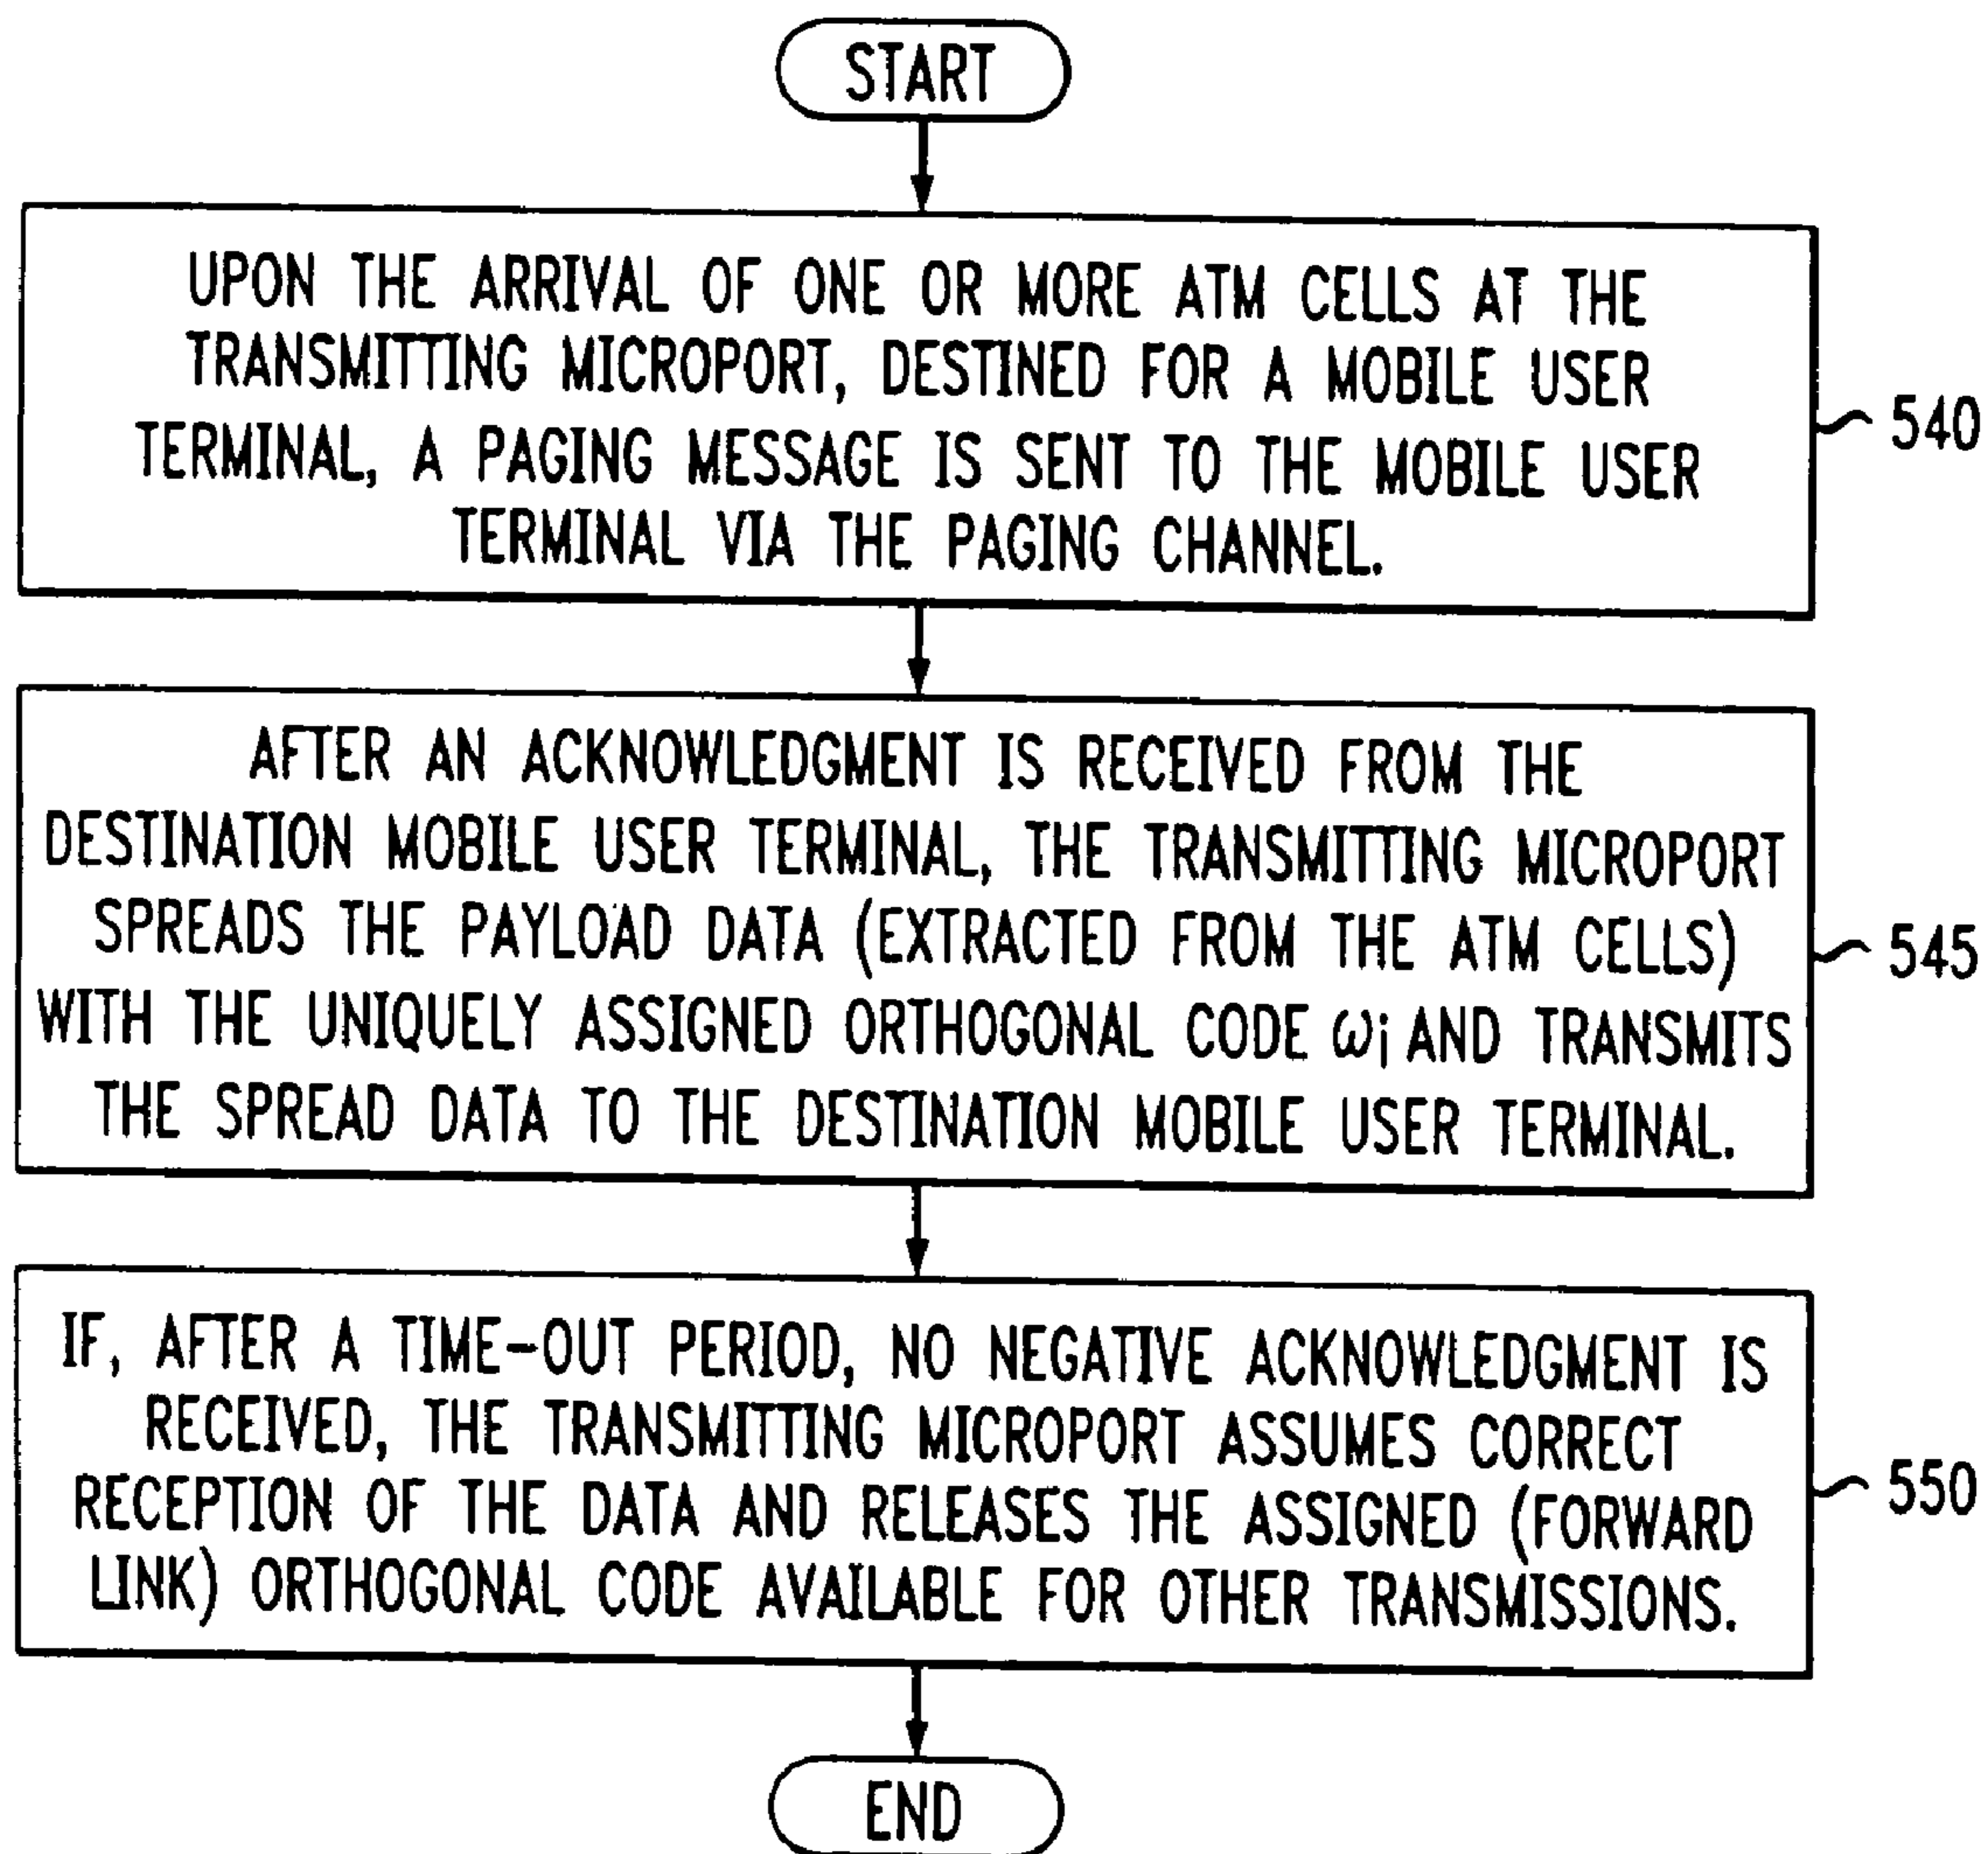 START
UPON THE ARRIVAL OF ONE OR MORE ATM CELLS AT THE
TRANSMITTING MICROPORT, DESTINED FOR A MOBILE USER
TERMINAL, A PAGING MESSAGE IS SENT TO THE MOBILE USER
TERMINAL VIA THE PAGING CHANNEL.
540
AFTER AN ACKNOWLEDGMENT IS RECEIVED FROM THE
DESTINATION MOBILE USER TERMINAL, THE TRANSMITTING MICROPORT
SPREADS THE PAYLOAD DATA (EXTRACTED FROM THE ATM CELLS)
WITH THE UNIQUELY ASSIGNED ORTHOGONAL CODE ωi AND TRANSMITS
THE SPREAD DATA TO THE DESTINATION MOBILE USER TERMINAL.
545
IF, AFTER A TIME-OUT PERIOD, NO NEGATIVE ACKNOWLEDGMENT IS
RECEIVED, THE TRANSMITTING MICROPORT ASSUMES CORRECT
RECEPTION OF THE DATA AND RELEASES THE ASSIGNED (FORWARD
LINK) ORTHOGONAL CODE AVAILABLE FOR OTHER TRANSMISSIONS.
550
END